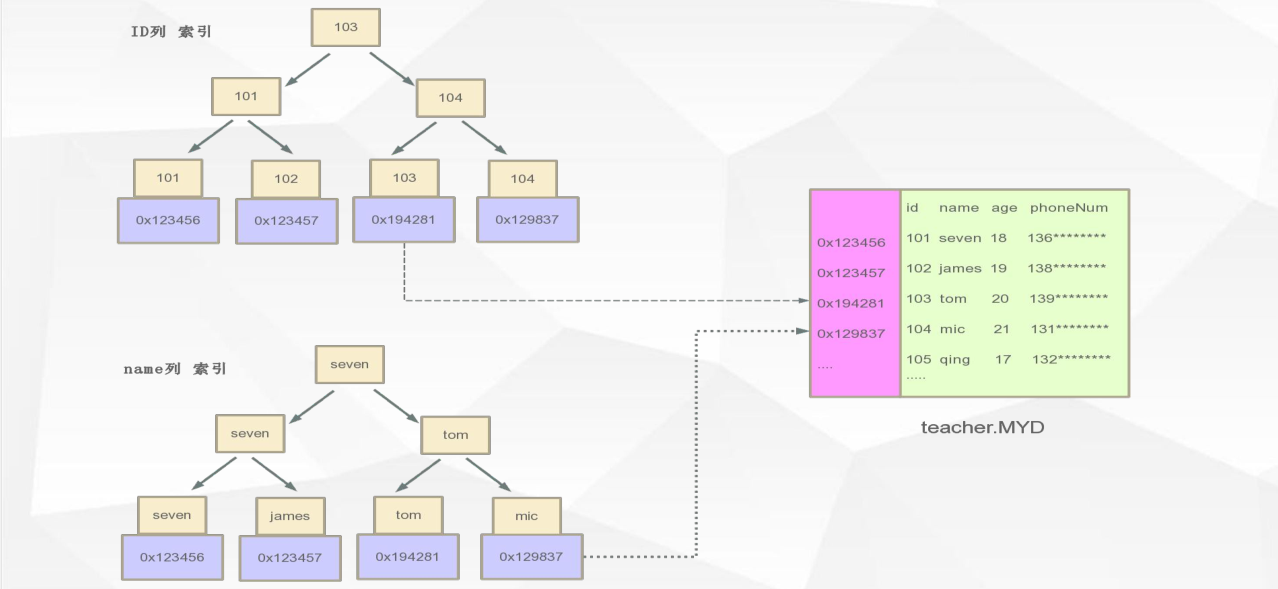 ID列 索引
103
101
104
101
102
103
104
0x123456
0x123457
0x194281
0x129837
name列 索引
seven
seven
tom
seven
james
tom
mic
0x123456
0x123457
0x194281
0x129837
0x123456
0x123457
0x194281
0x129837
....
id name age phoneNum
101 seven 18 136********
102 james 19 138********
103 tom 20 139********
104 mic 21 131********
105 qing 17 132********
.....
teacher.MYD